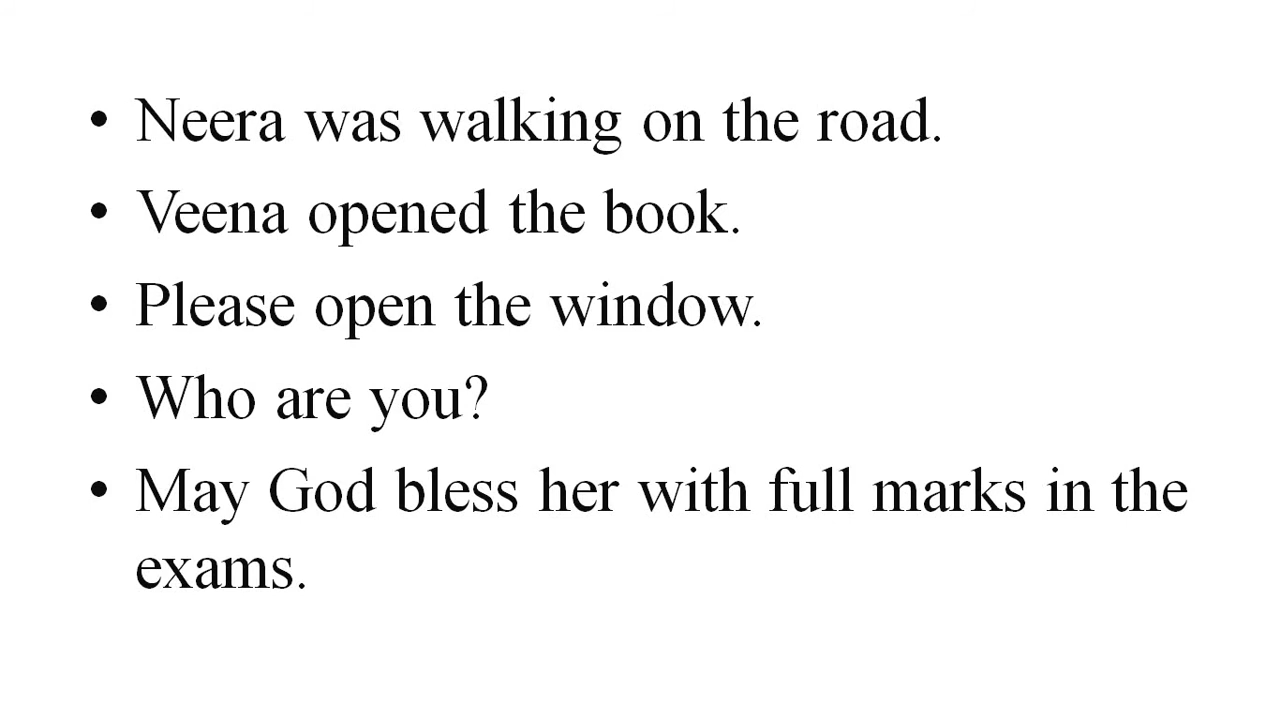 • Neera was walking on the road.
• Veena opened the book.
• Please open the window.
• Who are you?
• May God bless her with full marks in the
exams.